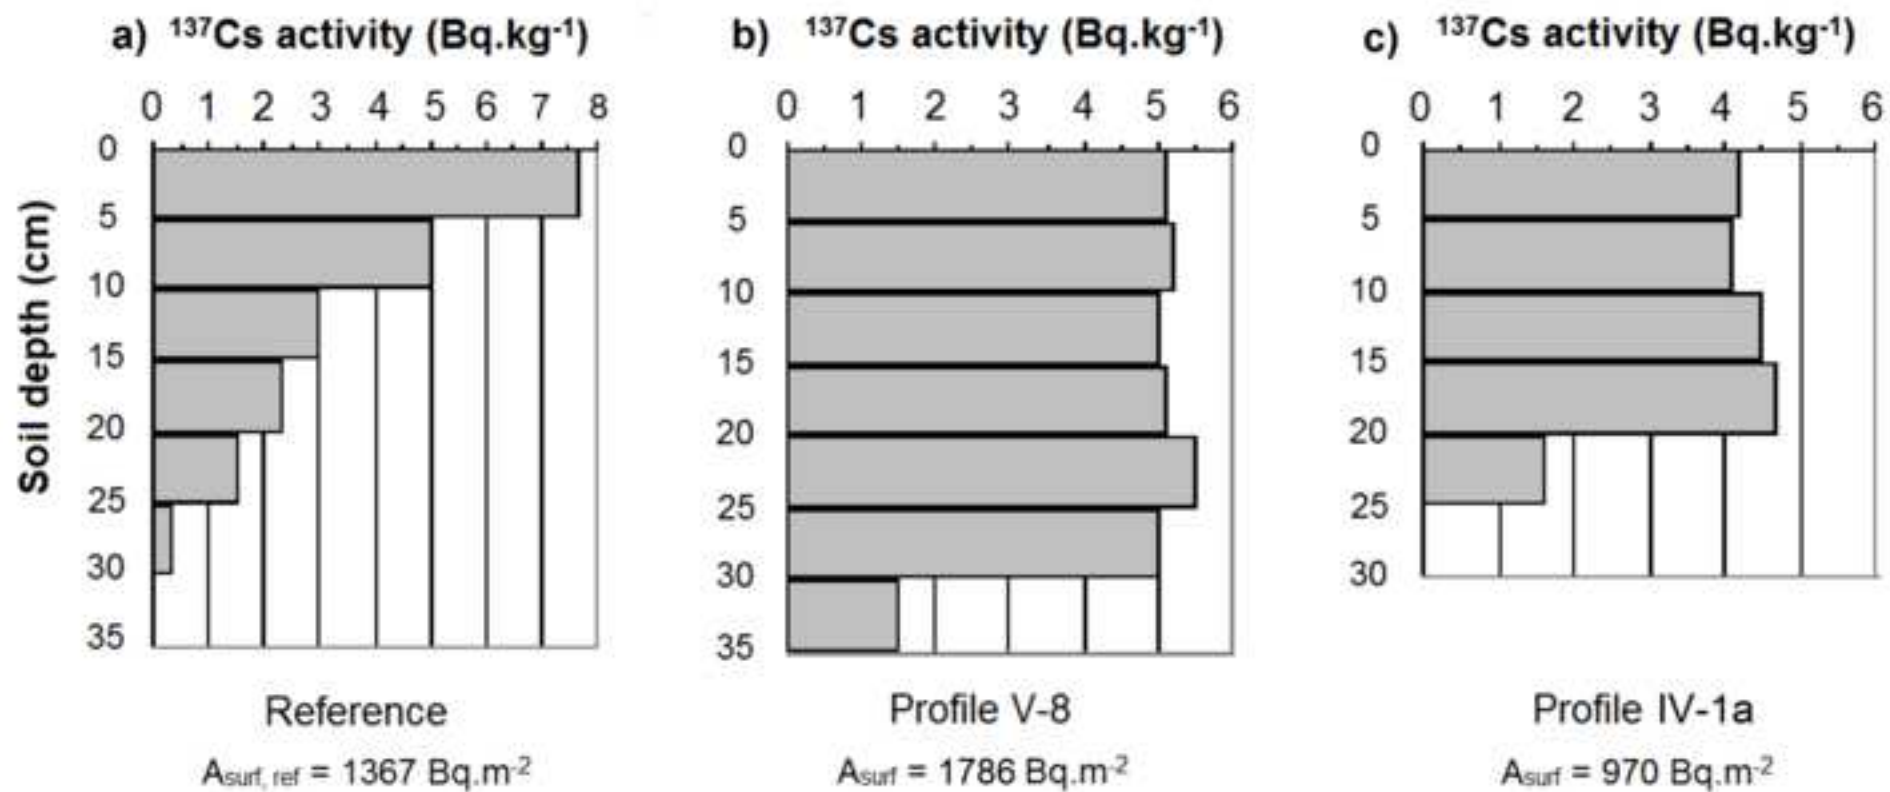 a) ¹³⁷Cs activity (Bq.kg⁻¹)
0 1 2 3 4 5 6 7 8
Soil depth (cm)
0
5
10
15
20
25
30
35
Reference
Asurf, ref = 1367 Bq.m⁻²
b) ¹³⁷Cs activity (Bq.kg⁻¹)
0 1 2 3 4 5 6
0
5
10
15
20
25
30
35
Profile V-8
Asurf = 1786 Bq.m⁻²
c) ¹³⁷Cs activity (Bq.kg⁻¹)
0 1 2 3 4 5 6
0
5
10
15
20
25
30
Profile IV-1a
Asurf = 970 Bq.m⁻²